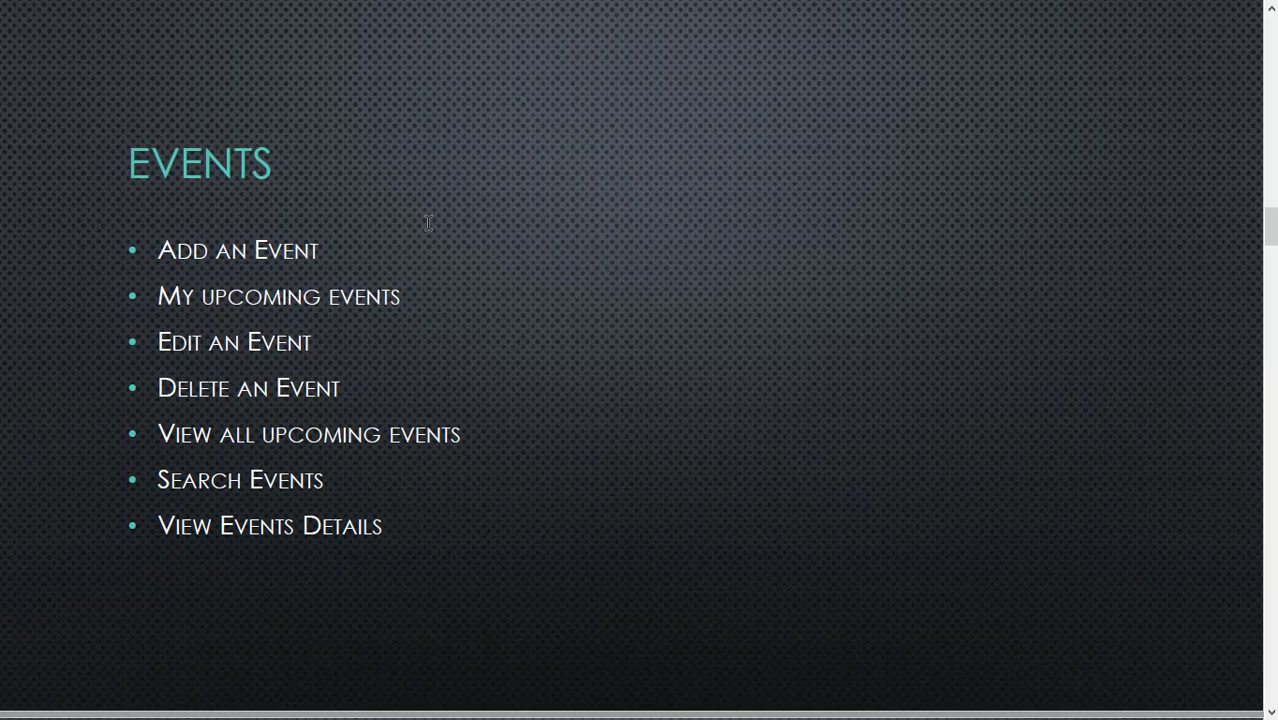 EVENTS
• Add an Event
• My upcoming events
• Edit an Event
• Delete an Event
• View all upcoming events
• Search Events
• View Events Details